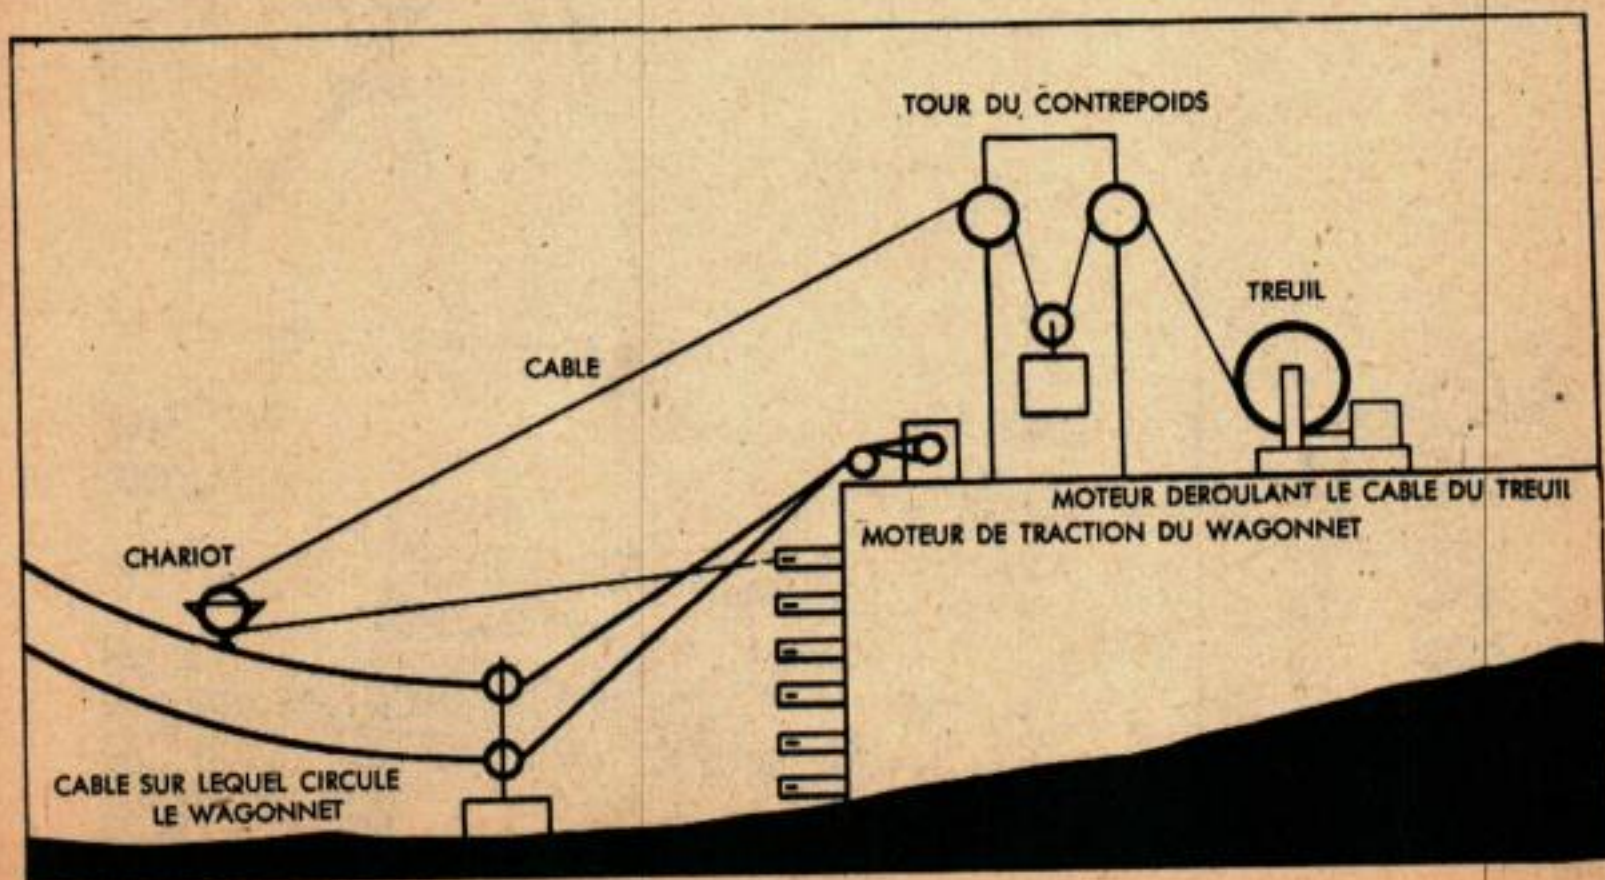 TOUR DU CONTREPOIDS
TREUIL
CABLE
MOTEUR DEROULANT LE CABLE DU TREUIL
MOTEUR DE TRACTION DU WAGONNET
CHARIOT
CABLE SUR LEQUEL CIRCULE
LE WAGONNET